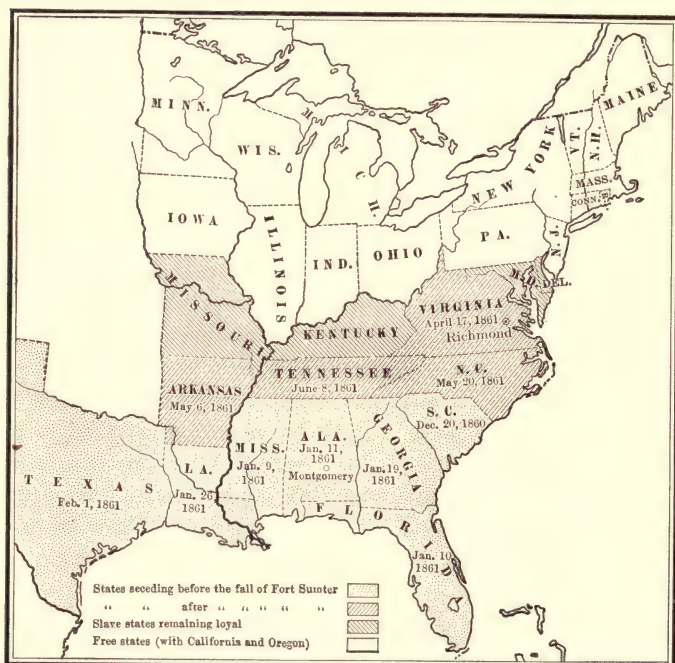 MINN.
WIS.
MICH.
IOWA
ILLINOIS
IND.
OHIO
PA.
NEW YORK
VT.
N.H.
MAINE
MASS.
CONN.
N.J.
MD.
DEL.
MISSOURI
KENTUCKY
VIRGINIA
April 17, 1861
Richmond
TENNESSEE
June 8, 1861
N.C.
May 20, 1861
ARKANSAS
May 6, 1861
S.C.
Dec. 20, 1860
MISS.
Jan. 9,
1861
ALA.
Jan. 11,
1861
Montgomery
GEORGIA
Jan. 19,
1861
LA.
Jan. 26
1861
TEXAS
Feb. 1, 1861
FLORIDA
Jan. 10
1861
States seceding before the fall of Fort Sumter
“ “ after “ “ “ “ “
Slave states remaining loyal
Free states (with California and Oregon)